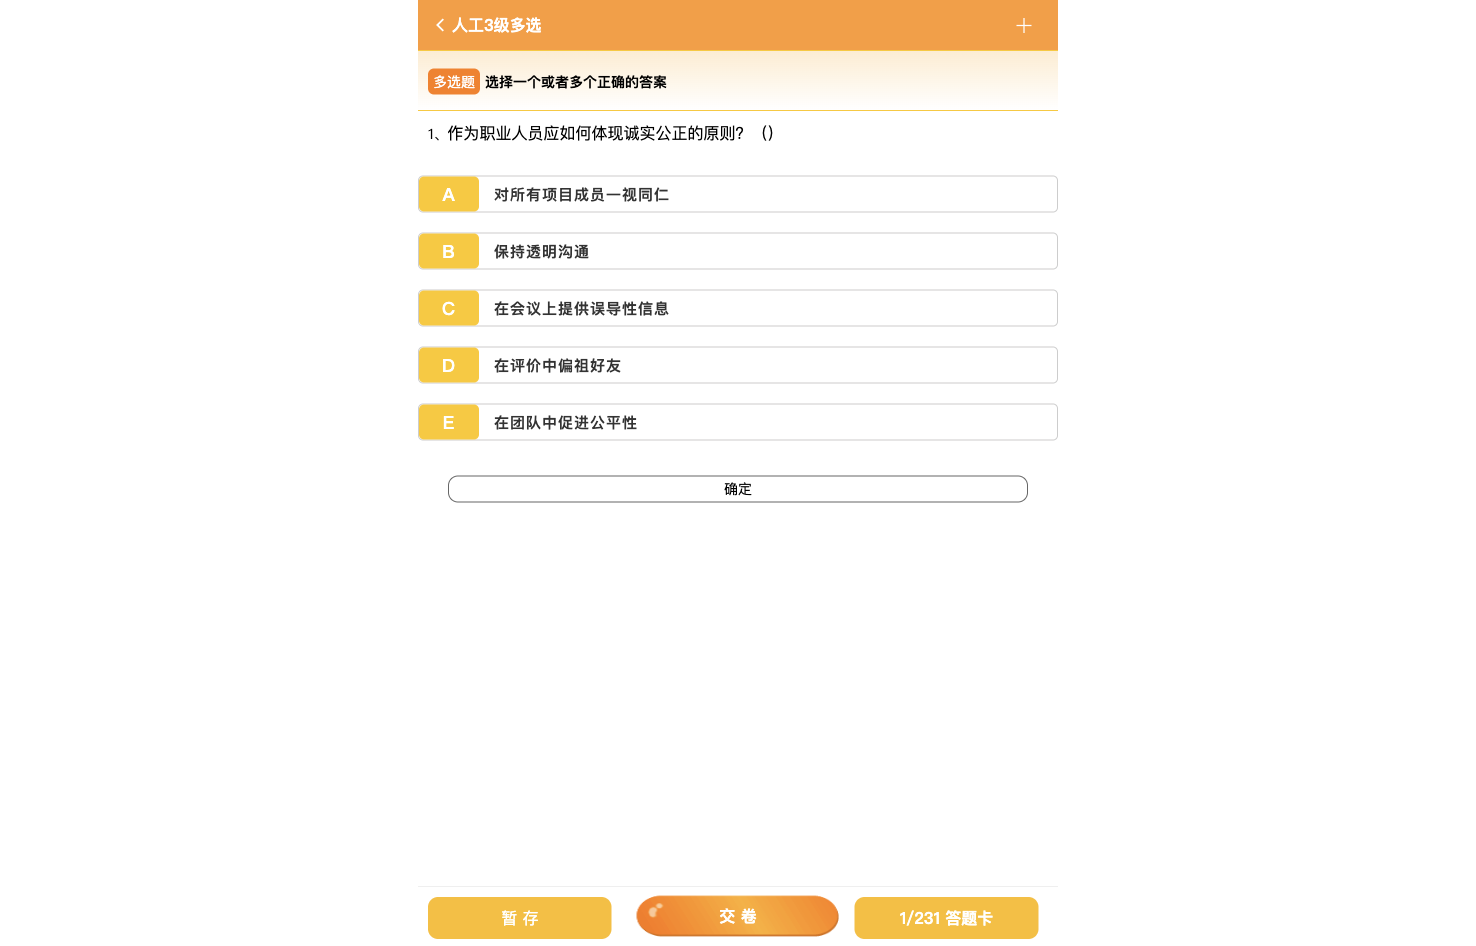 人工3级多选
多选题 选择一个或者多个正确的答案
1、作为职业人员应如何体现诚实公正的原则？（）
A 对所有项目成员一视同仁
B 保持透明沟通
C 在会议上提供误导性信息
D 在评价中偏祖好友
E 在团队中促进公平性
确定
暂 存
交 卷
1/231 答题卡